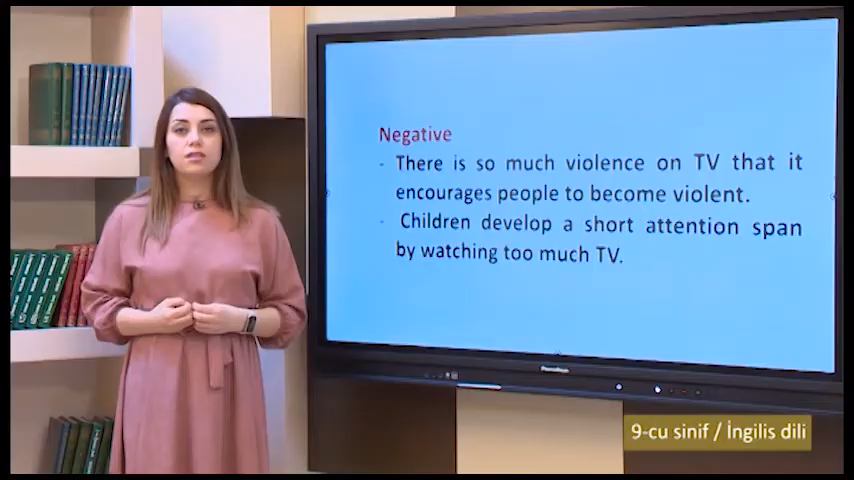 Negative
- There is so much violence on TV that it
encourages people to become violent.
- Children develop a short attention span
by watching too much TV.
9-cu sinif / İngilis dili